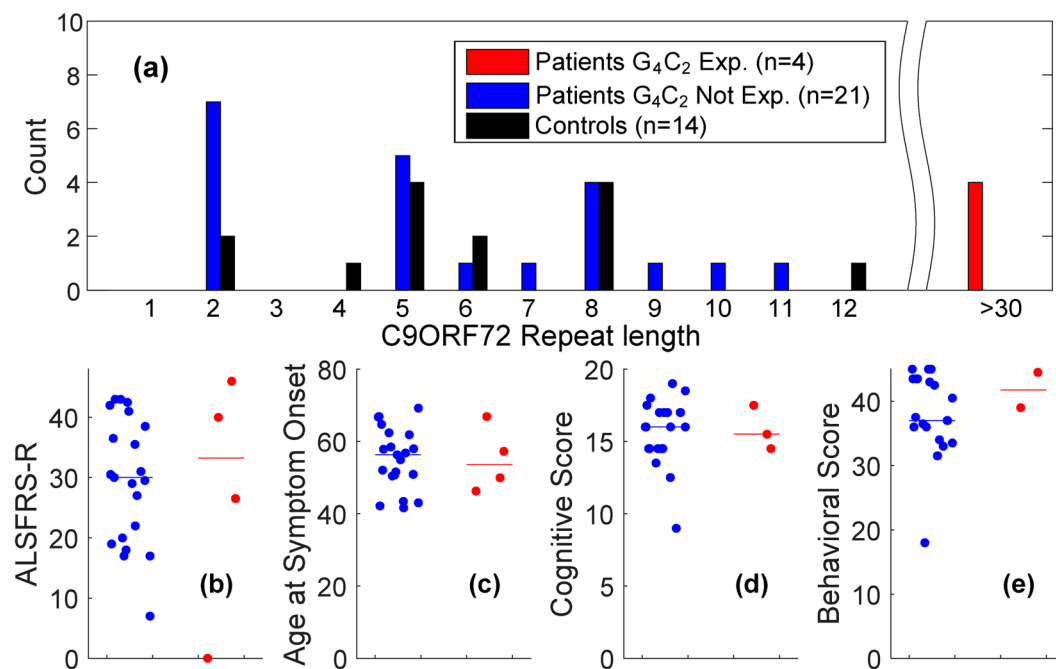 10
8
6
4
2
0
Count
(a)
Patients G₄C₂ Exp. (n=4)
Patients G₄C₂ Not Exp. (n=21)
Controls (n=14)
1 2 3 4 5 6 7 8 9 10 11 12 >30
C9ORF72 Repeat length
ALSFRS-R
40
30
20
10
0
(b)
Age at Symptom Onset
80
60
40
20
0
(c)
Cognitive Score
20
15
10
5
0
(d)
Behavioral Score
40
30
20
10
0
(e)